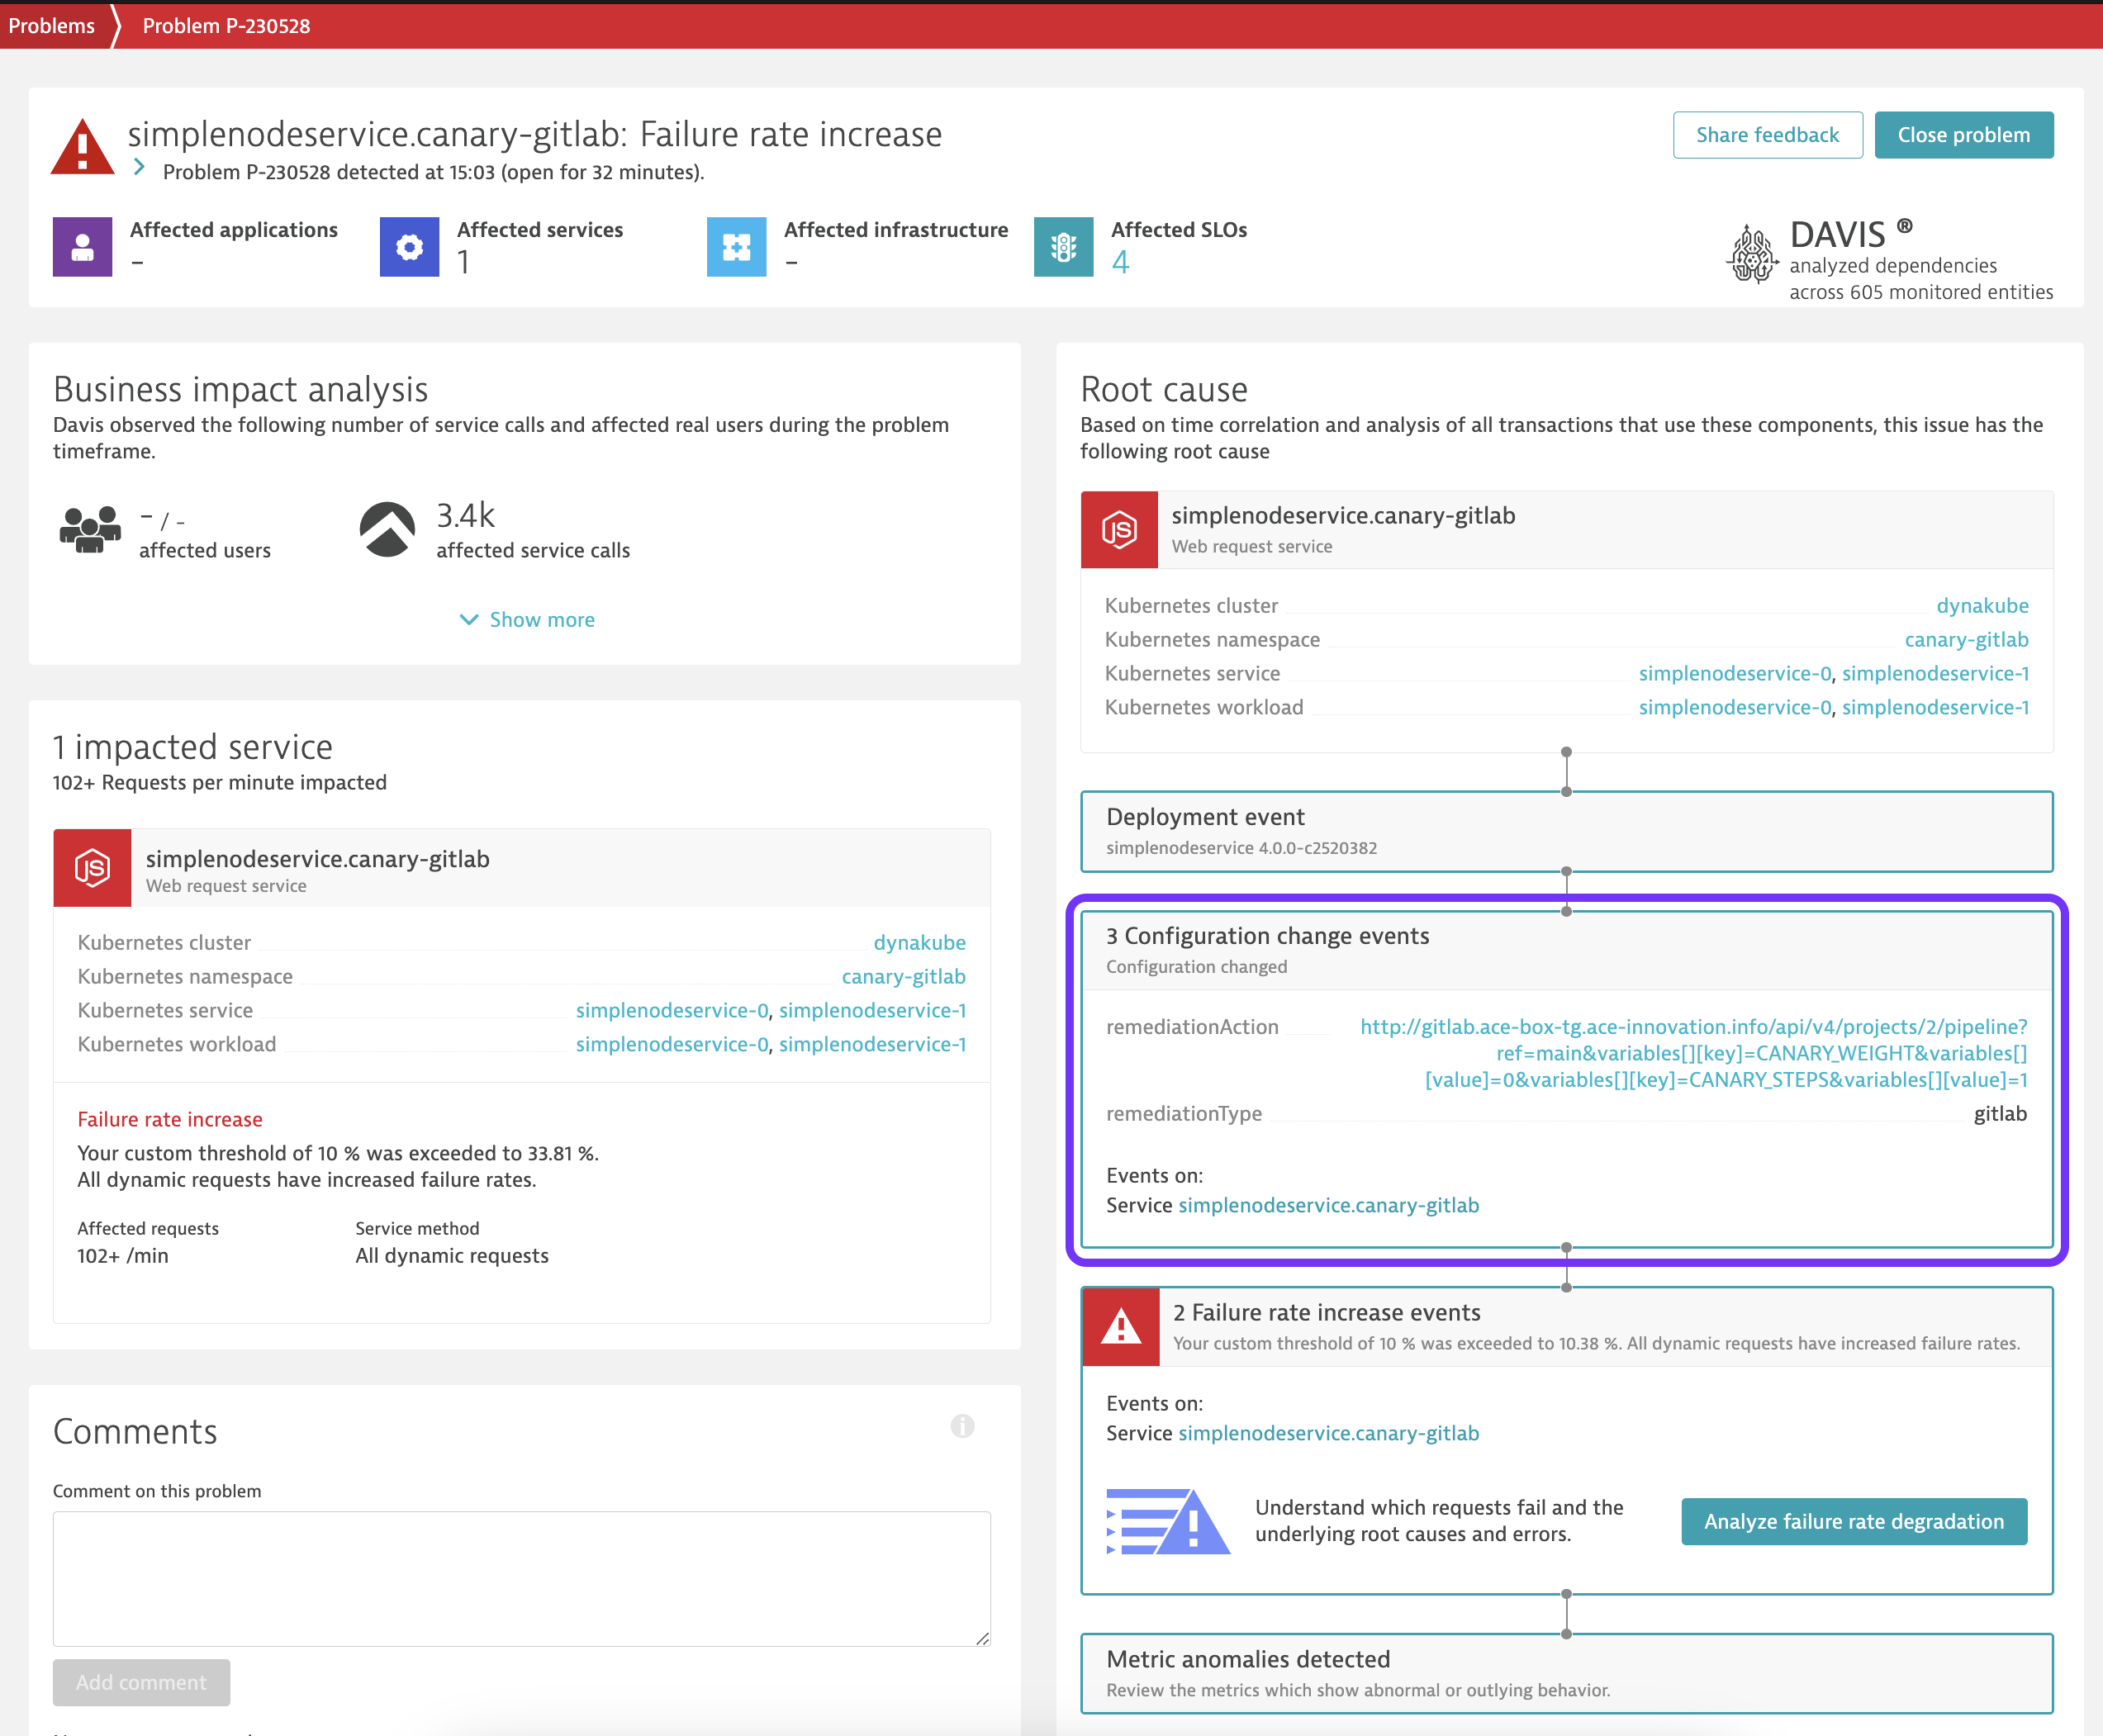 Problems
Problem P-230528
simplenodeservice.canary-gitlab: Failure rate increase
Problem P-230528 detected at 15:03 (open for 32 minutes).
Share feedback
Close problem
Affected applications
-
Affected services
1
Affected infrastructure
-
Affected SLOs
4
DAVIS ®
analyzed dependencies
across 605 monitored entities
Business impact analysis
Davis observed the following number of service calls and affected real users during the problem
timeframe.
- / -
affected users
3.4k
affected service calls
Show more
1 impacted service
102+ Requests per minute impacted
JS
simplenodeservice.canary-gitlab
Web request service
Kubernetes cluster dynakube
Kubernetes namespace canary-gitlab
Kubernetes service simplenodeservice-0, simplenodeservice-1
Kubernetes workload simplenodeservice-0, simplenodeservice-1
Failure rate increase
Your custom threshold of 10 % was exceeded to 33.81 %.
All dynamic requests have increased failure rates.
Affected requests
102+ /min
Service method
All dynamic requests
Comments
Comment on this problem
Add comment
Root cause
Based on time correlation and analysis of all transactions that use these components, this issue has the
following root cause
JS
simplenodeservice.canary-gitlab
Web request service
Kubernetes cluster dynakube
Kubernetes namespace canary-gitlab
Kubernetes service simplenodeservice-0, simplenodeservice-1
Kubernetes workload simplenodeservice-0, simplenodeservice-1
Deployment event
simplenodeservice 4.0.0-c2520382
3 Configuration change events
Configuration changed
remediationAction http://gitlab.ace-box-tg.ace-innovation.info/api/v4/projects/2/pipeline?
ref=main&variables[][key]=CANARY_WEIGHT&variables[]
[value]=0&variables[][key]=CANARY_STEPS&variables[][value]=1
remediationType gitlab
Events on:
Service simplenodeservice.canary-gitlab
2 Failure rate increase events
Your custom threshold of 10 % was exceeded to 10.38 %. All dynamic requests have increased failure rates.
Events on:
Service simplenodeservice.canary-gitlab
Understand which requests fail and the
underlying root causes and errors.
Analyze failure rate degradation
Metric anomalies detected
Review the metrics which show abnormal or outlying behavior.